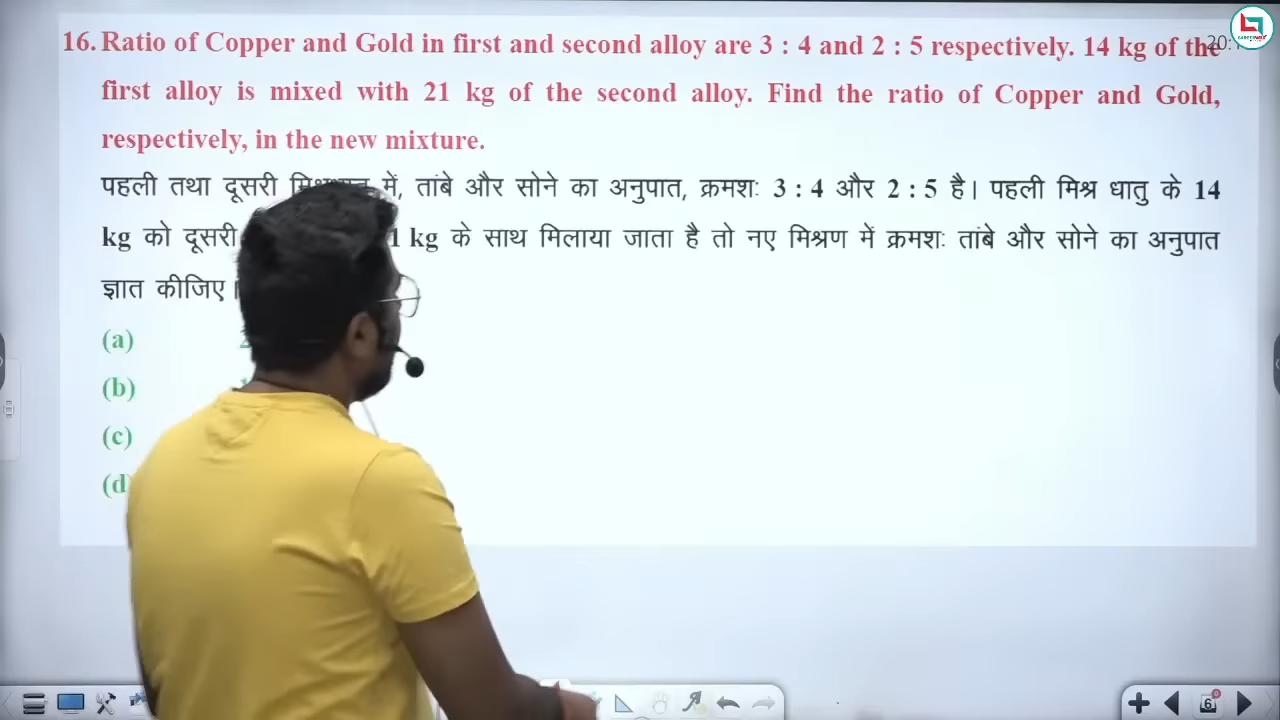 16. Ratio of Copper and Gold in first and second alloy are 3 : 4 and 2 : 5 respectively. 14 kg of the
first alloy is mixed with 21 kg of the second alloy. Find the ratio of Copper and Gold,
respectively, in the new mixture.
पहली तथा दूसरी में, तांबे और सोने का अनुपात, क्रमशः 3 : 4 और 2 : 5 है। पहली मिश्र धातु के 14
kg को दूसरी kg के साथ मिलाया जाता है तो नए मिश्रण में क्रमशः तांबे और सोने का अनुपात
ज्ञात कीजिए।
(a)
(b)
(c)
(d)